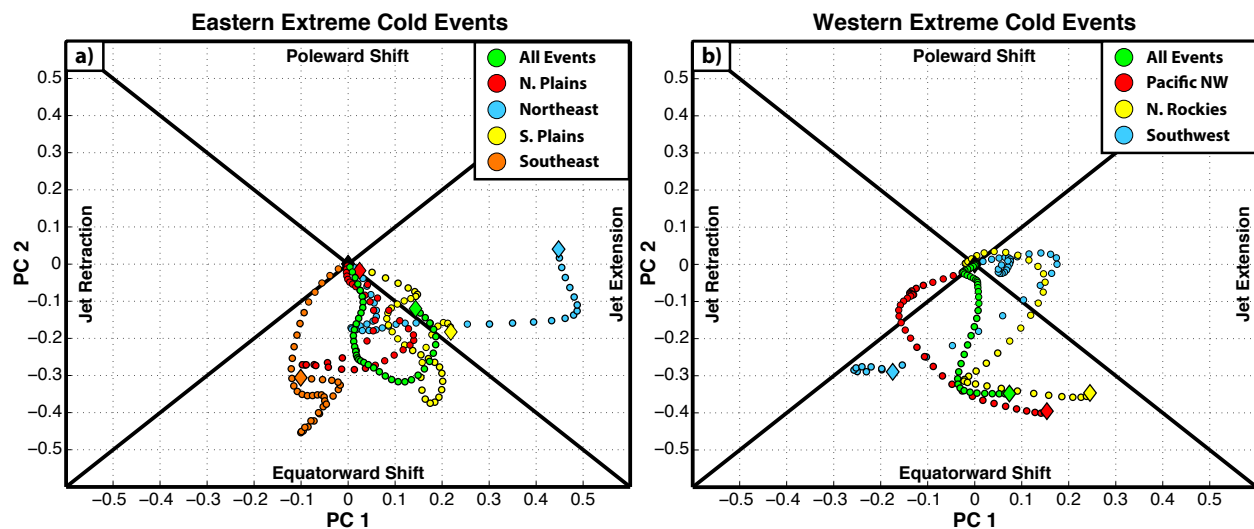 Eastern Extreme Cold Events
a)
Poleward Shift
All Events
N. Plains
Northeast
S. Plains
Southeast
Jet Retraction
Jet Extension
Equatorward Shift
PC 2
0.5
0.4
0.3
0.2
0.1
0
−0.1
−0.2
−0.3
−0.4
−0.5
−0.5 −0.4 −0.3 −0.2 −0.1 0 0.1 0.2 0.3 0.4 0.5
PC 1
Western Extreme Cold Events
b)
Poleward Shift
All Events
Pacific NW
N. Rockies
Southwest
Jet Retraction
Jet Extension
Equatorward Shift
PC 2
0.5
0.4
0.3
0.2
0.1
0
−0.1
−0.2
−0.3
−0.4
−0.5
−0.5 −0.4 −0.3 −0.2 −0.1 0 0.1 0.2 0.3 0.4 0.5
PC 1